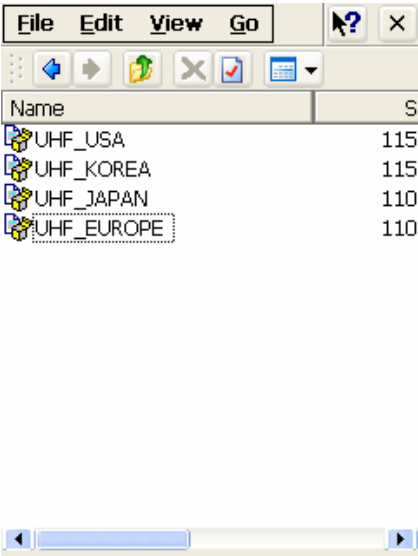 File Edit View Go ?
Name S
UHF_USA 115
UHF_KOREA 115
UHF_JAPAN 110
UHF_EUROPE 110